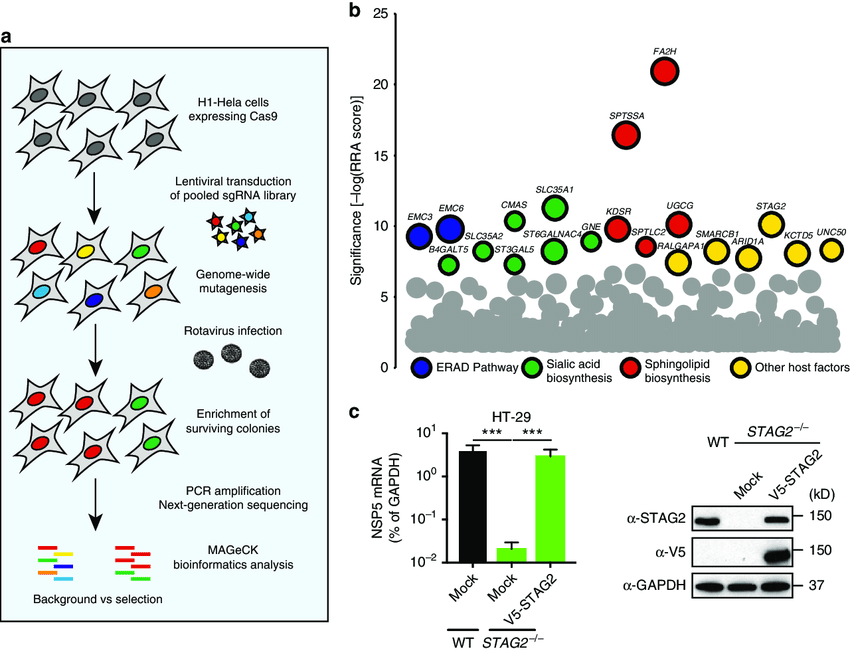 a
H1-Hela cells
expressing Cas9
Lentiviral transduction
of pooled sgRNA library
Genome-wide
mutagenesis
Rotavirus infection
Enrichment of
surviving colonies
PCR amplification
Next-generation sequencing
MAGeCK
bioinformatics analysis
Background vs selection
b
Significance [–log(RRA score)]
25
20
15
10
5
0
FA2H
SPTSSA
EMC3
EMC6
B4GALT5
SLC35A2
CMAS
ST3GAL5
SLC35A1
ST6GALNAC4
GNE
KDSR
SPTLC2
UGCG
RALGAPA1
SMARCB1
ARID1A
STAG2
KCTD5
UNC50
ERAD Pathway
Sialic acid
biosynthesis
Sphingolipid
biosynthesis
Other host factors
c
HT-29
*** ***
NSP5 mRNA
(% of GAPDH)
10¹
10⁰
10⁻¹
10⁻²
Mock
Mock
V5-STAG2
WT STAG2⁻/⁻
WT STAG2⁻/⁻
Mock
V5-STAG2
(kD)
α-STAG2 150
α-V5 150
α-GAPDH 37